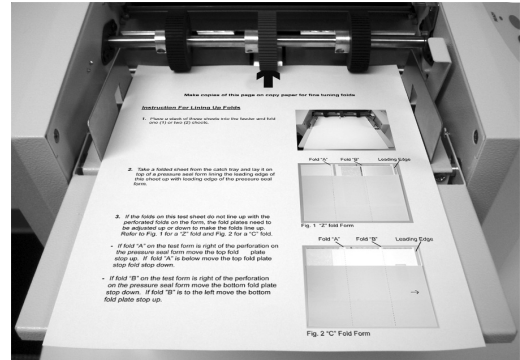 Make copies of this page on copy paper for fine tuning folds
Instruction For Lining Up Folds
1. Place a stack of three sheets into the feeder and fold
one (1) or two (2) sheets.
2. Take a folded sheet from the catch tray and lay it on
top of a pressure seal form lining the leading edge of
this sheet up with leading edge of the pressure seal
form.
Fold "A" Fold "B" Leading Edge
Fig. 1 "Z" fold Form
3. If the folds on this test sheet do not line up with the
perforated folds on the form, the fold plates need to
be adjusted up or down to make the folds line up.
Refer to Fig. 1 for a "Z" fold and Fig. 2 for a "C" fold.
- If fold "A" on the test form is right of the perforation on
the pressure seal form move the top fold plate
stop up. If fold "A" is below move the top fold plate
stop fold stop down.
- If fold "B" on the test form is right of the perforation
on the pressure seal form move the bottom fold plate
stop down. If fold "B" is to the left move the bottom
fold plate stop up.
Fold "A" Fold "B" Leading Edge
Fig. 2 "C" Fold Form